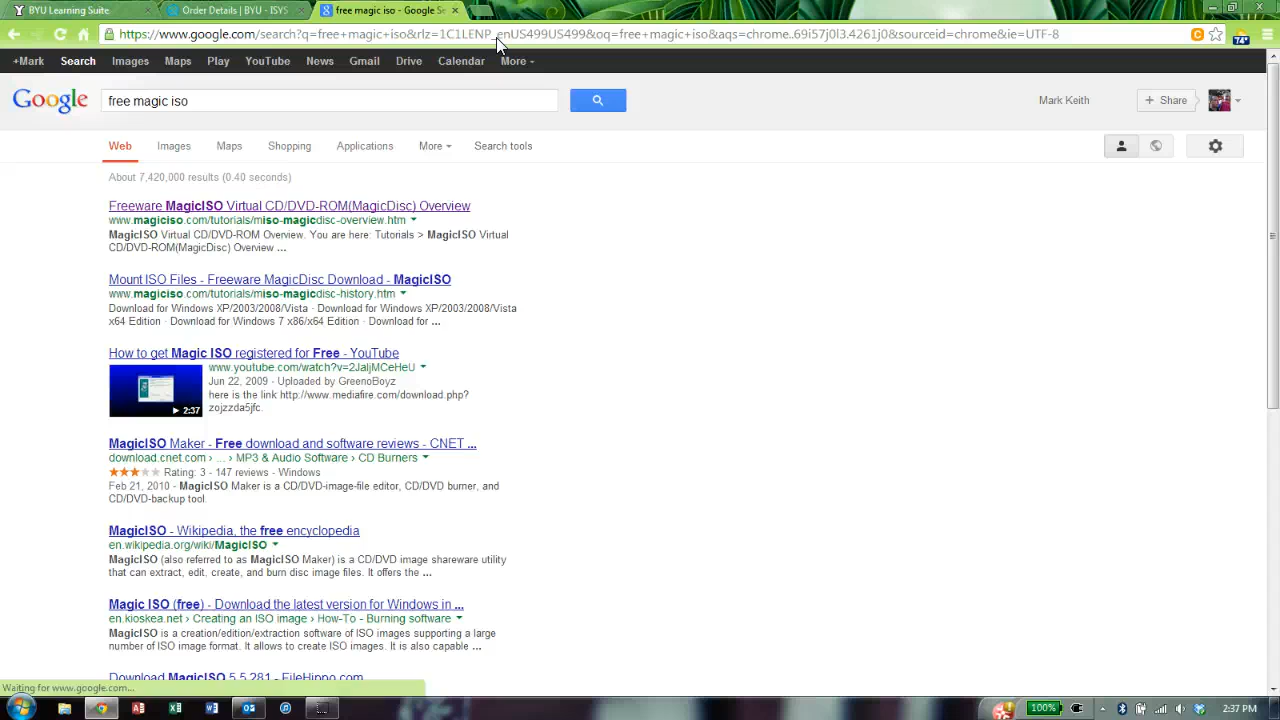 BYU Learning Suite
Order Details | BYU - ISYS
free magic iso - Google Se
https://www.google.com/search?q=free+magic+iso&rlz=1C1LENP_enUS499US499&oq=free+magic+iso&aqs=chrome..69i57j0l3.4261j0&sourceid=chrome&ie=UTF-8
74°
+Mark Search Images Maps Play YouTube News Gmail Drive Calendar More
Google
free magic iso
Mark Keith
+ Share
Web Images Maps Shopping Applications More Search tools
About 7,420,000 results (0.40 seconds)
Freeware MagicISO Virtual CD/DVD-ROM(MagicDisc) Overview
www.magiciso.com/tutorials/miso-magicdisc-overview.htm
MagicISO Virtual CD/DVD-ROM Overview. You are here: Tutorials > MagicISO Virtual
CD/DVD-ROM(MagicDisc) Overview ...
Mount ISO Files - Freeware MagicDisc Download - MagicISO
www.magiciso.com/tutorials/miso-magicdisc-history.htm
Download for Windows XP/2003/2008/Vista · Download for Windows XP/2003/2008/Vista
x64 Edition · Download for Windows 7 x86/x64 Edition · Download for ...
How to get Magic ISO registered for Free - YouTube
www.youtube.com/watch?v=2JaljMCeHeU
Jun 22, 2009 - Uploaded by GreenoBoyz
here is the link http://www.mediafire.com/download.php?
zojzzda5jfc.
2:37
MagicISO Maker - Free download and software reviews - CNET ...
download.cnet.com › ... › MP3 & Audio Software › CD Burners
Rating: 3 - 147 reviews - Windows
Feb 21, 2010 - MagicISO Maker is a CD/DVD-image-file editor, CD/DVD burner, and
CD/DVD-backup tool.
MagicISO - Wikipedia, the free encyclopedia
en.wikipedia.org/wiki/MagicISO
MagicISO (also referred to as MagicISO Maker) is a CD/DVD image shareware utility
that can extract, edit, create, and burn disc image files. It offers the ...
Magic ISO (free) - Download the latest version for Windows in ...
en.kioskea.net › Creating an ISO image › How-To - Burning software
MagicISO is a creation/edition/extraction software of ISO images supporting a large
number of ISO image format. It allows to create ISO images. It is also capable ...
Download MagicISO 5.5.281 - FileHippo.com
Waiting for www.google.com...
100%
2:37 PM